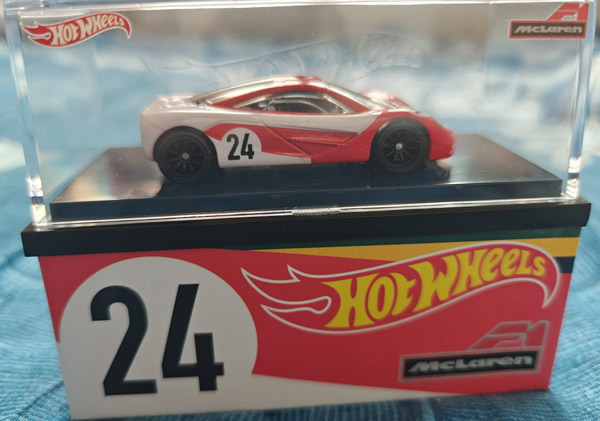 HOT WHEELS
F1
McLaren
24
24
HOT WHEELS
F1
McLaren